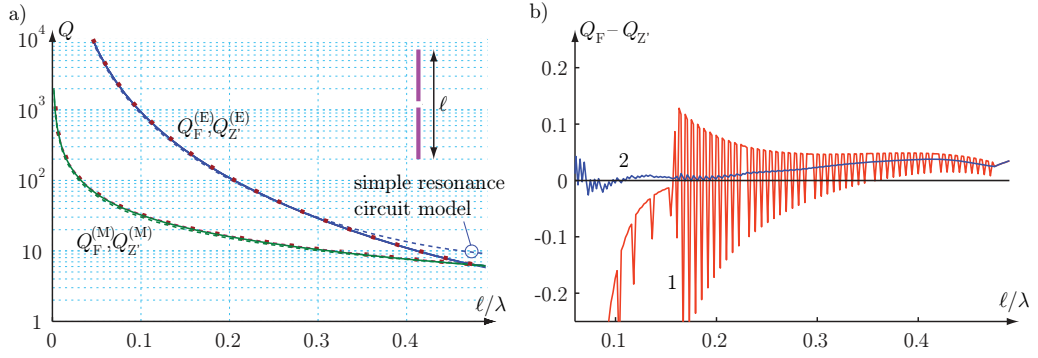 a)
Q
10^4
10^3
10^2
10
1
0
0.1
0.2
0.3
0.4
ℓ/λ
Q_F^(E),Q_Z'^(E)
Q_F^(M),Q_Z'^(M)
ℓ
simple resonance
circuit model
b)
Q_F−Q_Z'
0.2
0.1
0
-0.1
-0.2
2
1
0.1
0.2
0.3
0.4
ℓ/λ